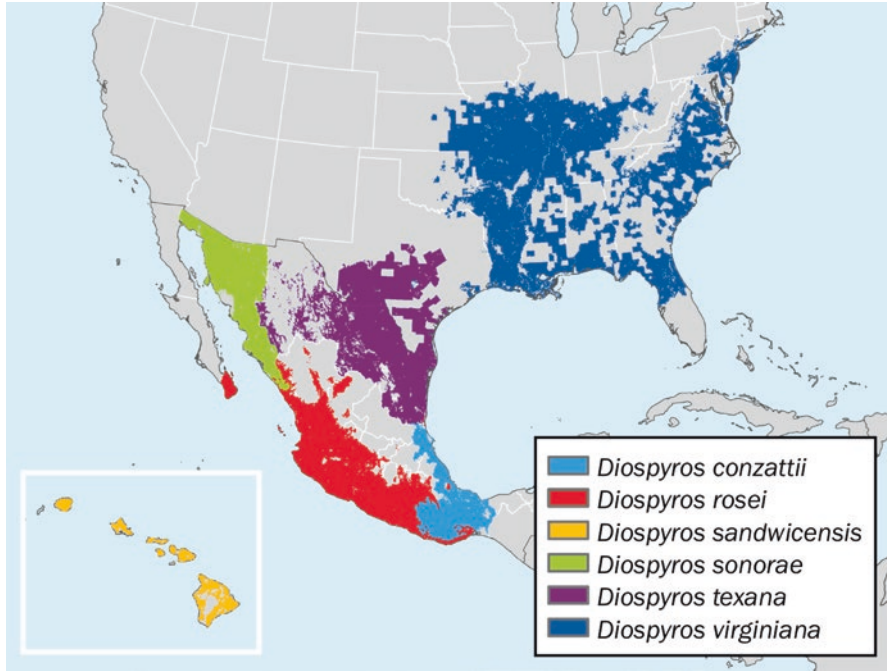 Diospyros conzattii
Diospyros rosei
Diospyros sandwicensis
Diospyros sonorae
Diospyros texana
Diospyros virginiana